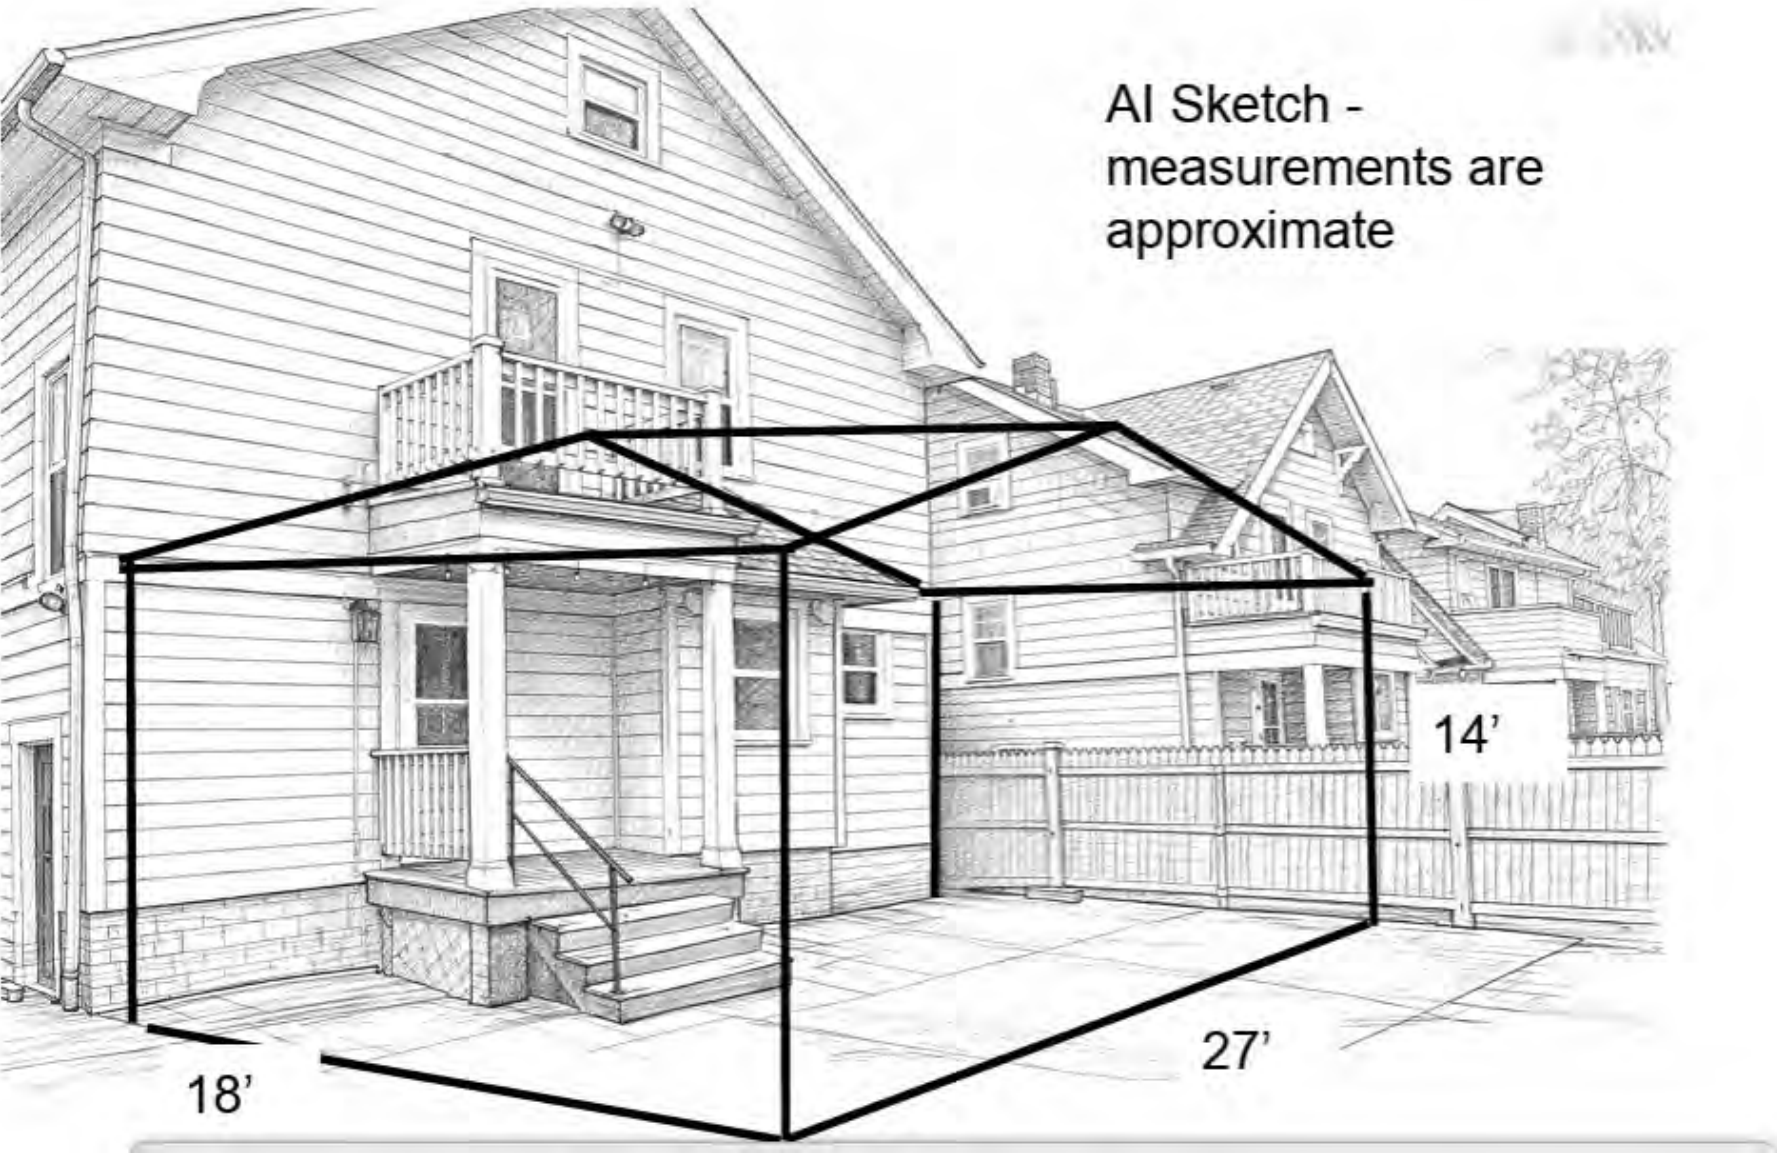 AI Sketch -
measurements are
approximate
14’
27’
18’